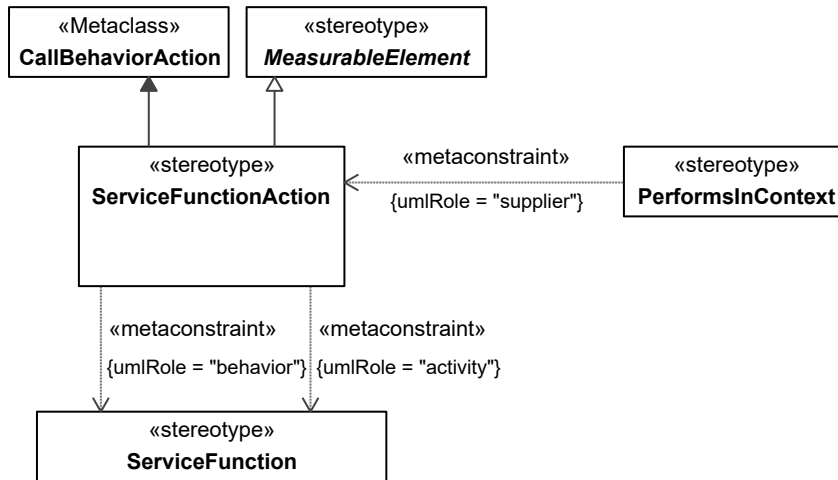 «Metaclass»
CallBehaviorAction
«stereotype»
MeasurableElement
«stereotype»
ServiceFunctionAction
«metaconstraint»
{umlRole = "supplier"}
«stereotype»
PerformsInContext
«metaconstraint»
{umlRole = "behavior"}
«metaconstraint»
{umlRole = "activity"}
«stereotype»
ServiceFunction